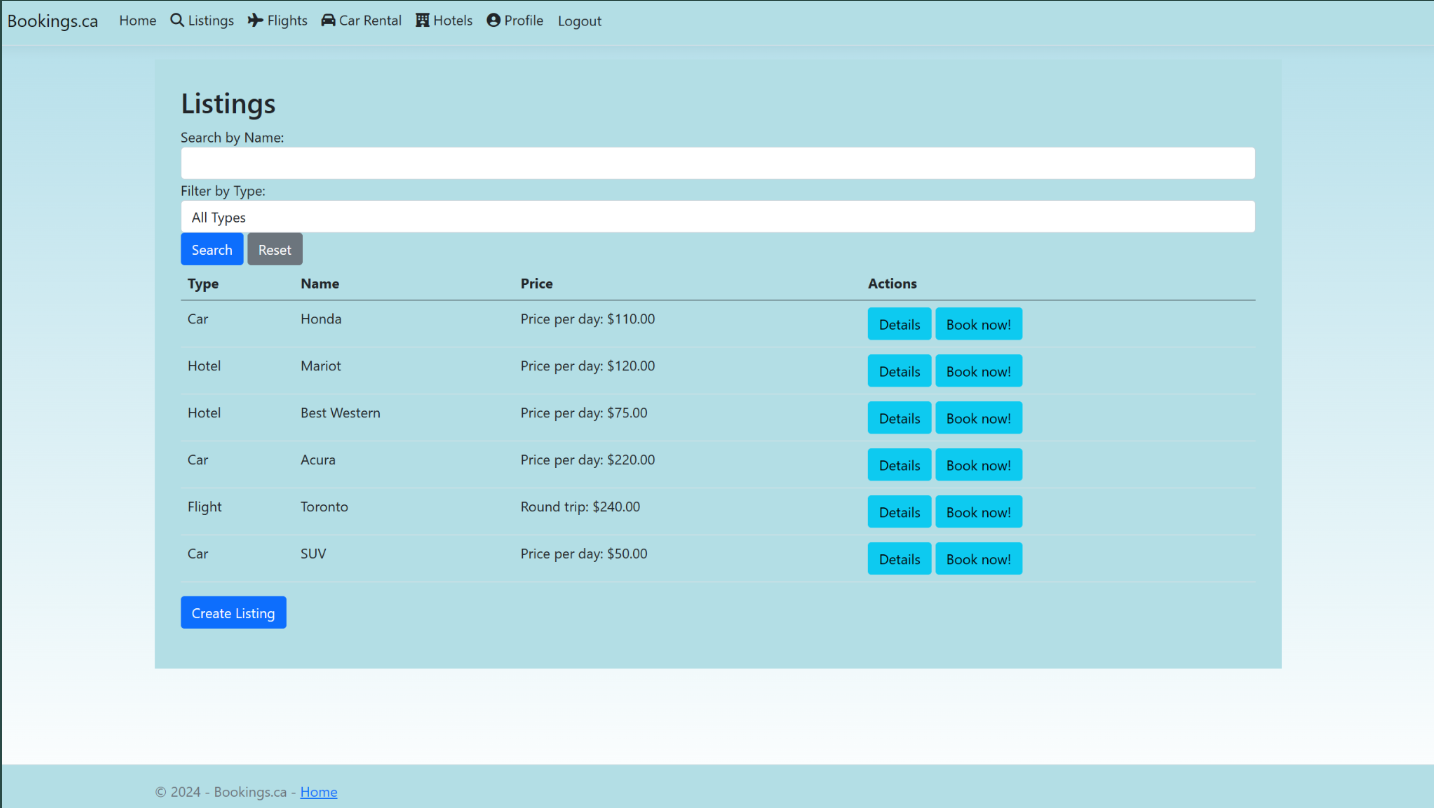 Bookings.ca Home Listings Flights Car Rental Hotels Profile Logout
Listings
Search by Name:
Filter by Type:
All Types
Search Reset
Type Name Price Actions
Car Honda Price per day: $110.00 Details Book now!
Hotel Mariot Price per day: $120.00 Details Book now!
Hotel Best Western Price per day: $75.00 Details Book now!
Car Acura Price per day: $220.00 Details Book now!
Flight Toronto Round trip: $240.00 Details Book now!
Car SUV Price per day: $50.00 Details Book now!
Create Listing
© 2024 - Bookings.ca - Home